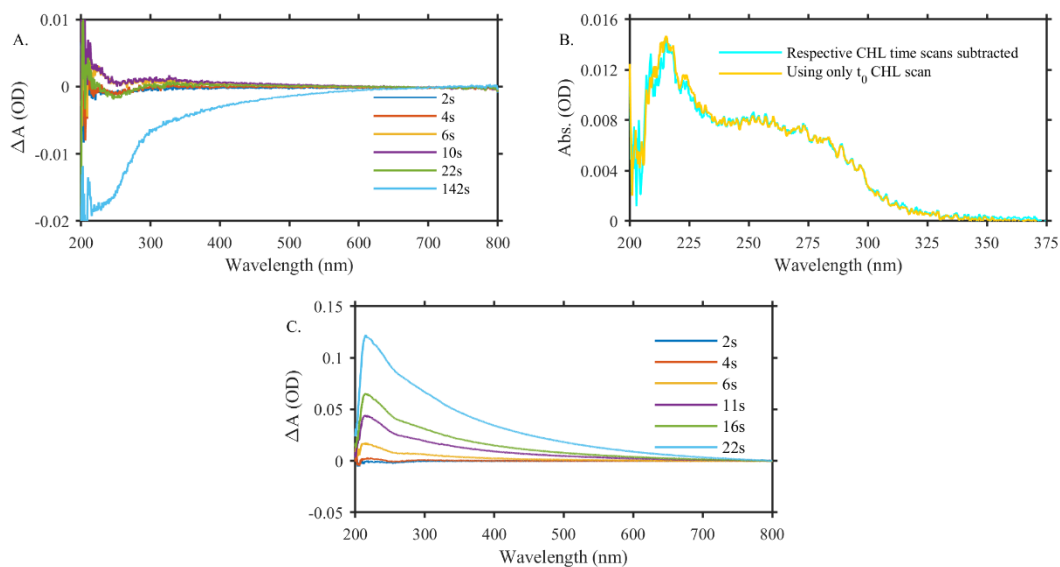 A.
0.01
0
-0.01
-0.02
ΔA (OD)
200 300 400 500 600 700 800
Wavelength (nm)
2s
4s
6s
10s
22s
142s
B.
0.016
0.012
0.008
0.004
0
Abs. (OD)
200 225 250 275 300 325 350 375
Wavelength (nm)
Respective CHL time scans subtracted
Using only t0 CHL scan
C.
0.15
0.1
0.05
0
-0.05
ΔA (OD)
200 300 400 500 600 700 800
Wavelength (nm)
2s
4s
6s
11s
16s
22s